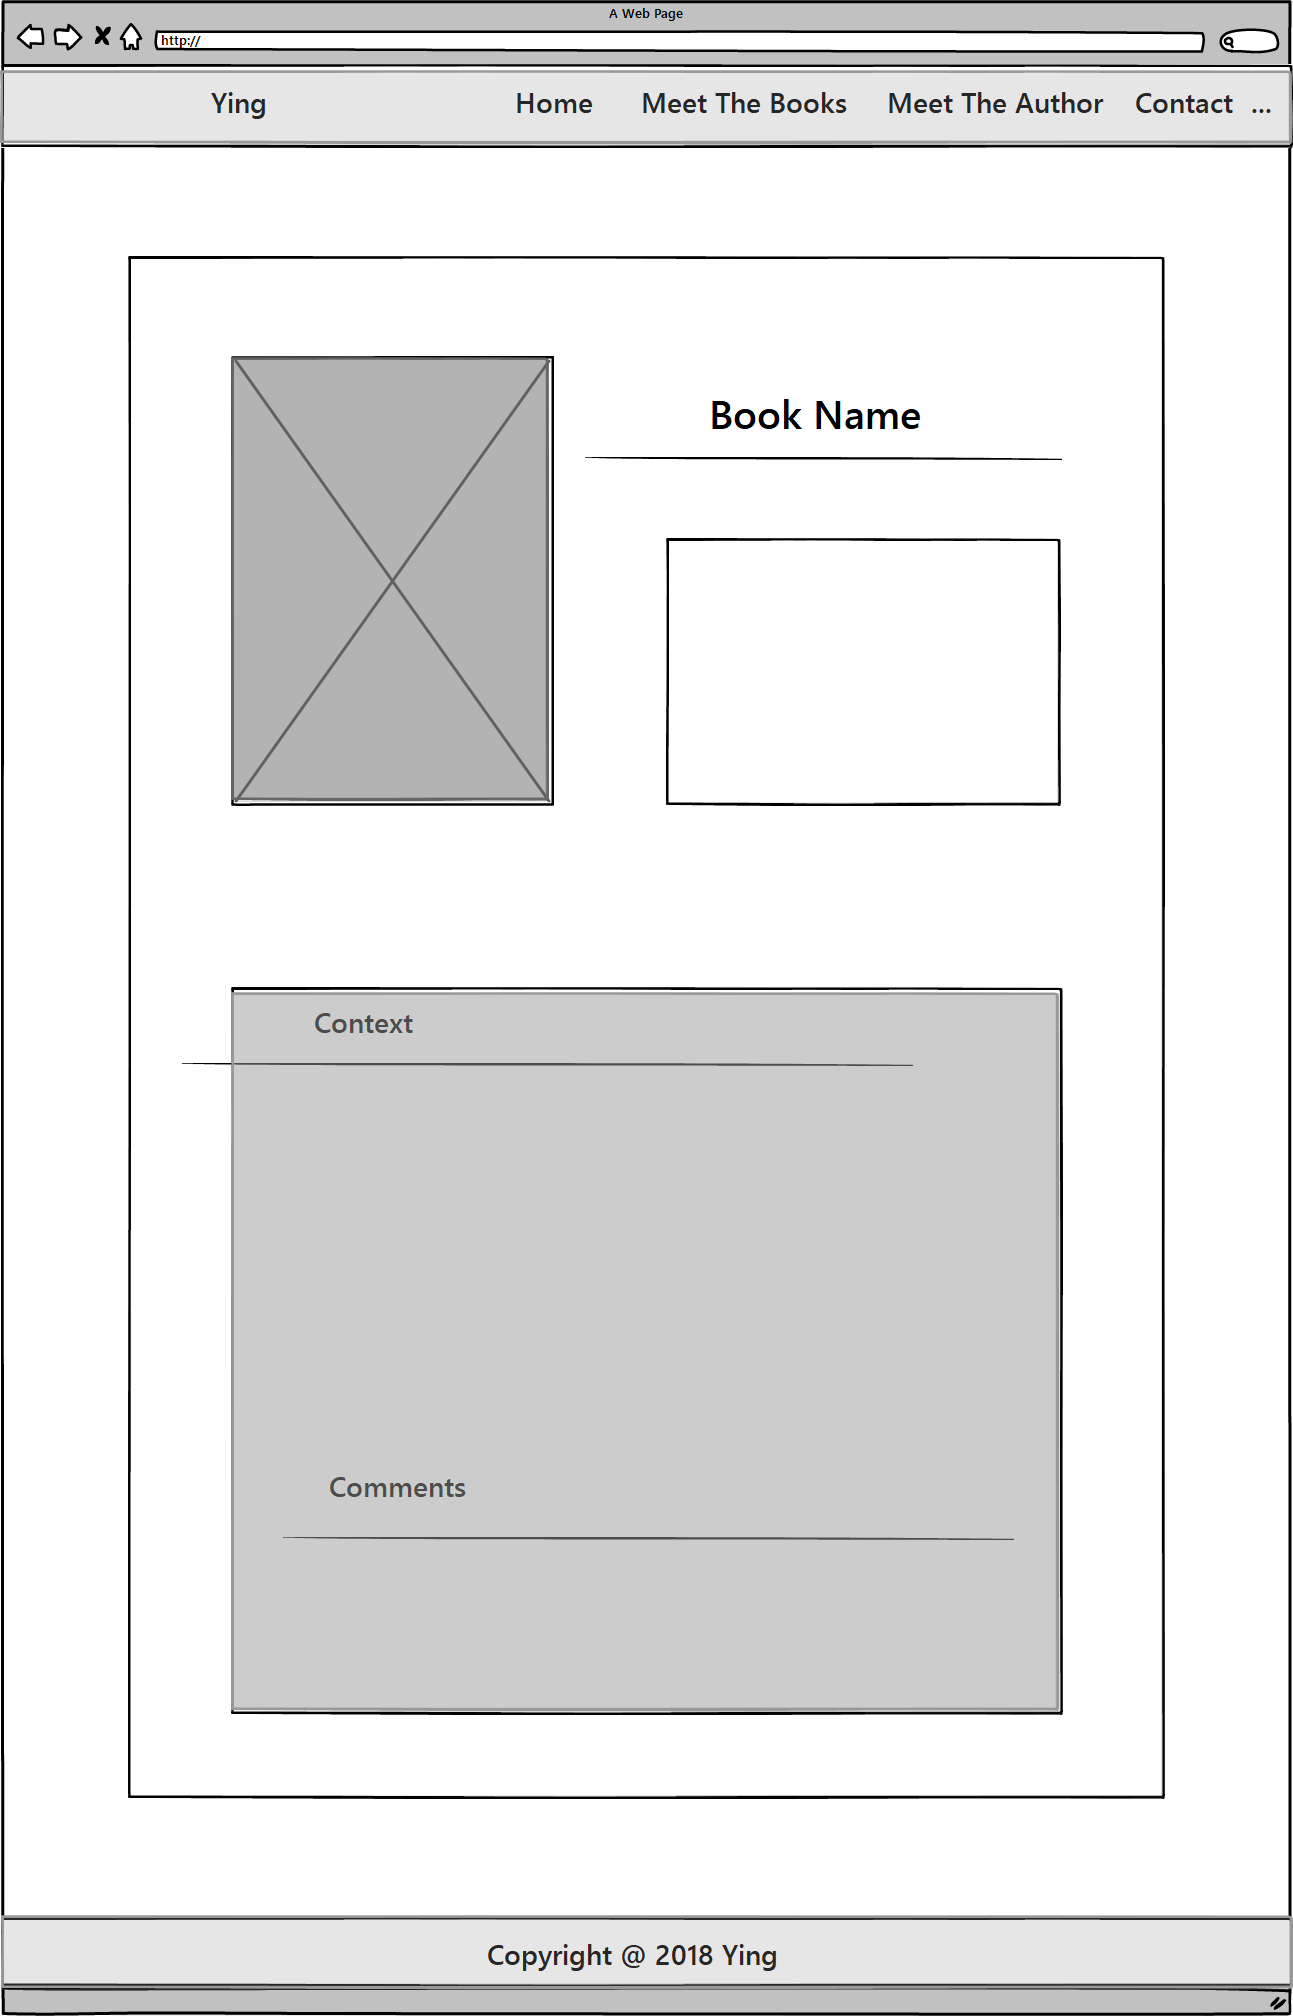 A Web Page
http://
Ying Home Meet The Books Meet The Author Contact ...
Book Name
Context
Comments
Copyright @ 2018 Ying